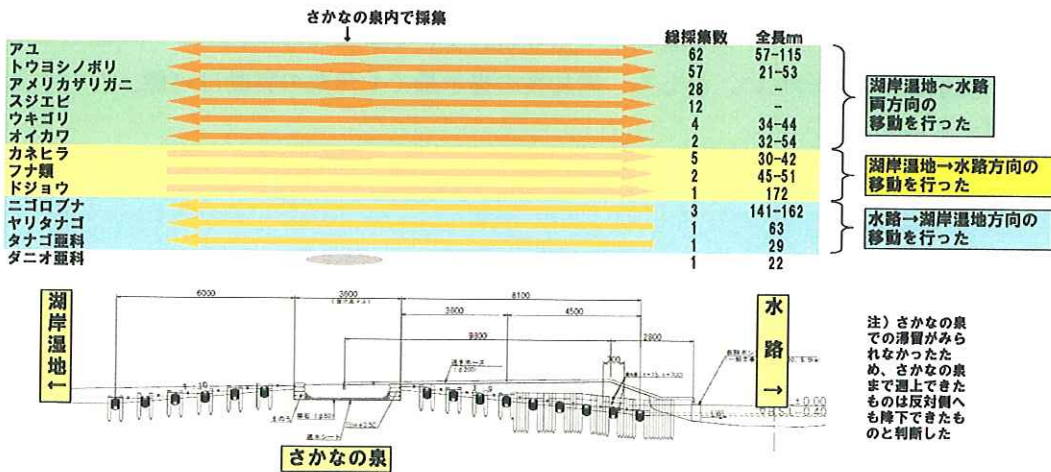 さかなの泉内で採集
総採集数 全長mm
アユ 62 57-115
トウヨシノボリ 57 21-53
アメリカザリガニ 28 -
スジエビ 12 -
ウキゴリ 4 34-44
オイカワ 2 32-54
カネヒラ 5 30-42
フナ類 2 45-51
ドジョウ 1 172
ニゴロブナ 3 141-162
ヤリタナゴ 1 63
タナゴ亜科 1 29
ダニオ亜科 1 22
湖岸湿地~水路
両方向の
移動を行った
湖岸湿地→水路方向の
移動を行った
水路→湖岸湿地方向の
移動を行った
湖岸湿地←
6000 3600 8100
3600 4500
9800 2800
300
遮水シート
さかなの泉
水路→
注)さかなの泉
での滞留がみら
れなかったた
め、さかなの泉
まで遡上できた
ものは反対側へ
も降下できたも
のと判断した